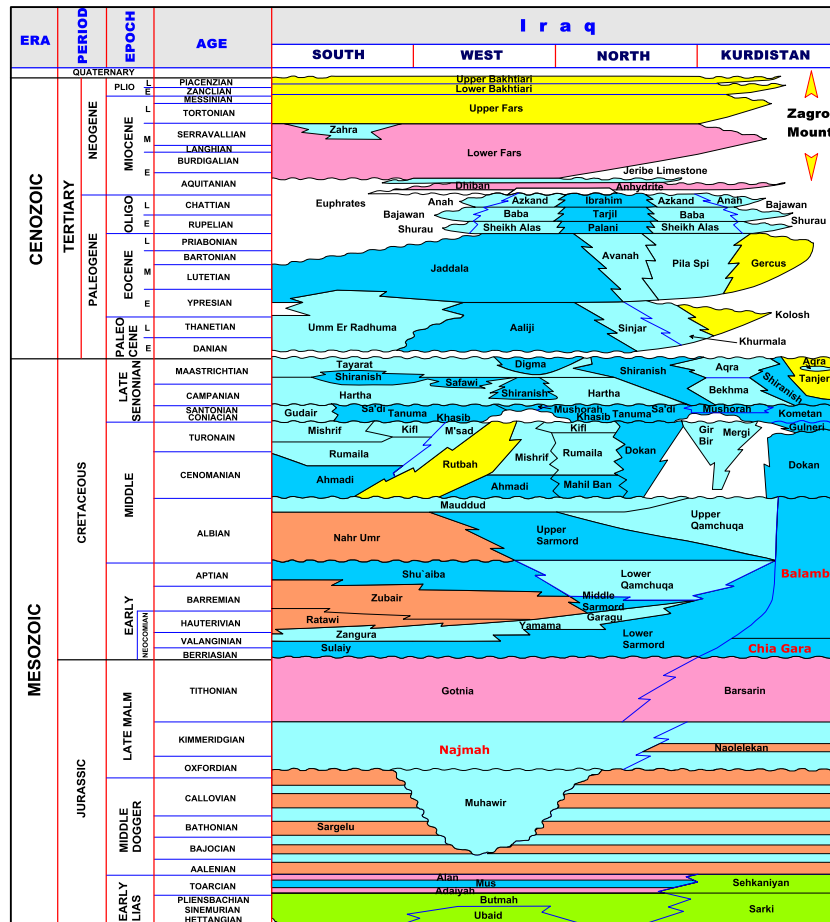 Iraq
ERA
PERIOD
EPOCH
AGE
SOUTH
WEST
NORTH
KURDISTAN
QUATERNARY
CENOZOIC
TERTIARY
NEOGENE
PLIO
L
PIACENZIAN
Upper Bakhtiari
E
ZANCLIAN
Lower Bakhtiari
MIOCENE
MESSINIAN
L
TORTONIAN
Upper Fars
Zagro
Mount
M
SERRAVALLIAN
Zahra
LANGHIAN
Lower Fars
BURDIGALIAN
E
Jeribe Limestone
AQUITANIAN
Dhiban
Anhydrite
PALEOGENE
OLIGO
L
CHATTIAN
Euphrates
Anah
Azkand
Ibrahim
Azkand
Anah
Bajawan
E
RUPELIAN
Bajawan
Baba
Tarjil
Baba
Shurau
Shurau
Sheikh Alas
Palani
Sheikh Alas
EOCENE
L
PRIABONIAN
BARTONIAN
Avanah
Pila Spi
Gercus
M
LUTETIAN
Jaddala
E
YPRESIAN
PALEO
CENE
L
THANETIAN
Umm Er Radhuma
Aaliji
Sinjar
Kolosh
Khurmala
E
DANIAN
MESOZOIC
CRETACEOUS
LATE
SENONIAN
MAASTRICHTIAN
Tayarat
Digma
Shiranish
Aqra
Aqra
Shiranish
Safawi
Tanjer
CAMPANIAN
Hartha
Shiranish
Hartha
Bekhma
Shiranish
SANTONIAN
CONIACIAN
Gudair
Sa'di
Tanuma
Khasib
Mushorah
Khasib
Tanuma
Sa'di
Mushorah
Kometan
Gulneri
MIDDLE
TURONAIN
Mishrif
Kifl
M'sad
Kifl
Gir
Bir
Mergi
Rumaila
Rutbah
Mishrif
Rumaila
Dokan
Dokan
CENOMANIAN
Ahmadi
Ahmadi
Mahil Ban
Mauddud
ALBIAN
Nahr Umr
Upper
Sarmord
Upper
Qamchuqa
EARLY
NEOCOMIAN
APTIAN
Shu`aiba
Lower
Qamchuqa
Balamb
BARREMIAN
Zubair
Middle
Sarmord
HAUTERIVIAN
Ratawi
Yamama
Garagu
VALANGINIAN
Zangura
Lower
Sarmord
BERRIASIAN
Sulaiy
Chia Gara
JURASSIC
LATE MALM
TITHONIAN
Gotnia
Barsarin
KIMMERIDGIAN
Najmah
Naolelekan
OXFORDIAN
MIDDLE
DOGGER
CALLOVIAN
Muhawir
BATHONIAN
Sargelu
BAJOCIAN
AALENIAN
EARLY
LIAS
Alan
TOARCIAN
Mus
Sehkaniyan
Adaiyah
PLIENSBACHIAN
Butmah
SINEMURIAN
Sarki
HETTANGIAN
Ubaid